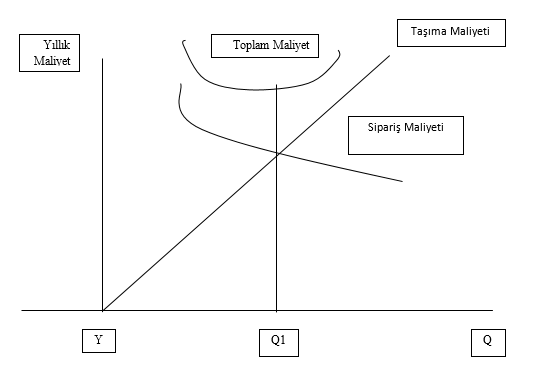 Yıllık
Maliyet
Toplam Maliyet
Taşıma Maliyeti
Sipariş Maliyeti
Y
Q1
Q